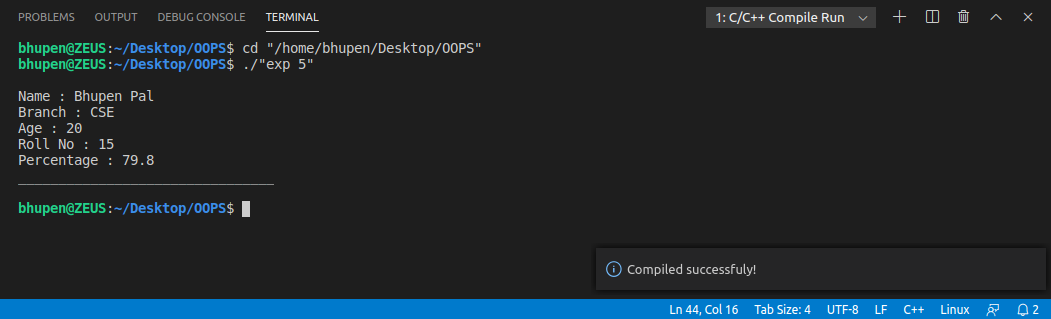 PROBLEMS OUTPUT DEBUG CONSOLE TERMINAL 1: C/C++ Compile Run
bhupen@ZEUS:~/Desktop/OOPS$ cd "/home/bhupen/Desktop/OOPS"
bhupen@ZEUS:~/Desktop/OOPS$ ./"exp 5"
Name : Bhupen Pal
Branch : CSE
Age : 20
Roll No : 15
Percentage : 79.8
________________________________
bhupen@ZEUS:~/Desktop/OOPS$
Compiled successfuly!
Ln 44, Col 16 Tab Size: 4 UTF-8 LF C++ Linux 2